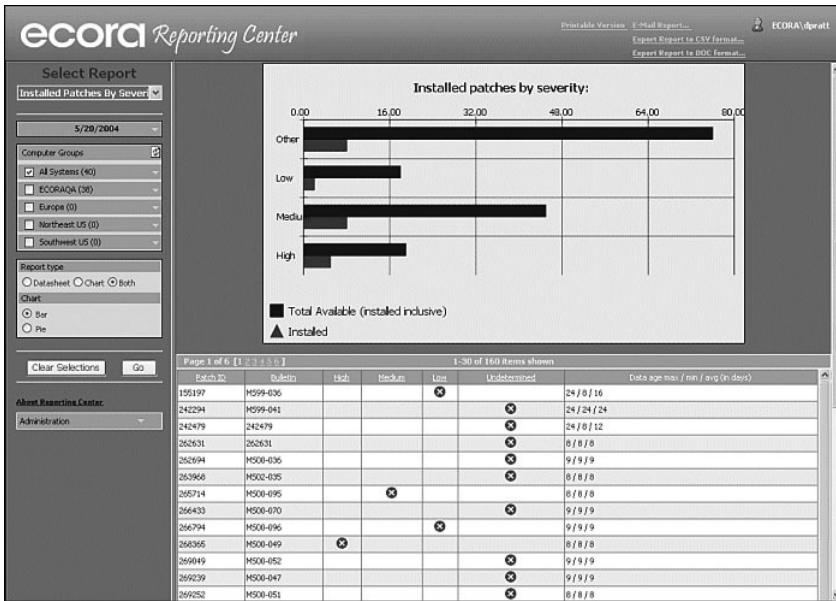 ecora Reporting Center
Printable Version E-Mail Report...
Export Report to CSV format...
Export Report to DOC format...
ECORA\dpratt
Select Report
Installed Patches By Severi
5/20/2004
Computer Groups
All Systems (40)
ECORAQA (38)
Europe (0)
Northeast US (0)
Southwest US (0)
Report type
Datasheet Chart Both
Chart
Bar
Pie
Clear Selections Go
About Reporting Center
Administration
Installed patches by severity:
0.00 16.00 32.00 48.00 64.00 80.00
Other
Low
Mediu
High
Total Available (installed inclusive)
Installed
Page 1 of 6 [1 2 3 4 5 6 ] 1-30 of 160 items shown
Patch ID Bulletin High Medium Low Undetermined Data age max / min / avg (in days)
155197 MS99-036 24 / 8 / 16
242294 MS99-041 24 / 24 / 24
242479 242479 24 / 8 / 12
262631 262631 8 / 8 / 8
262694 MS00-036 9 / 9 / 9
263968 MS02-035 8 / 8 / 8
265714 MS00-095 8 / 8 / 8
266433 MS00-070 9 / 9 / 9
266794 MS00-096 9 / 9 / 9
268365 MS00-049 8 / 8 / 8
269049 MS00-052 9 / 9 / 9
269239 MS00-047 9 / 9 / 9
269252 MS00-051 8 / 8 / 8